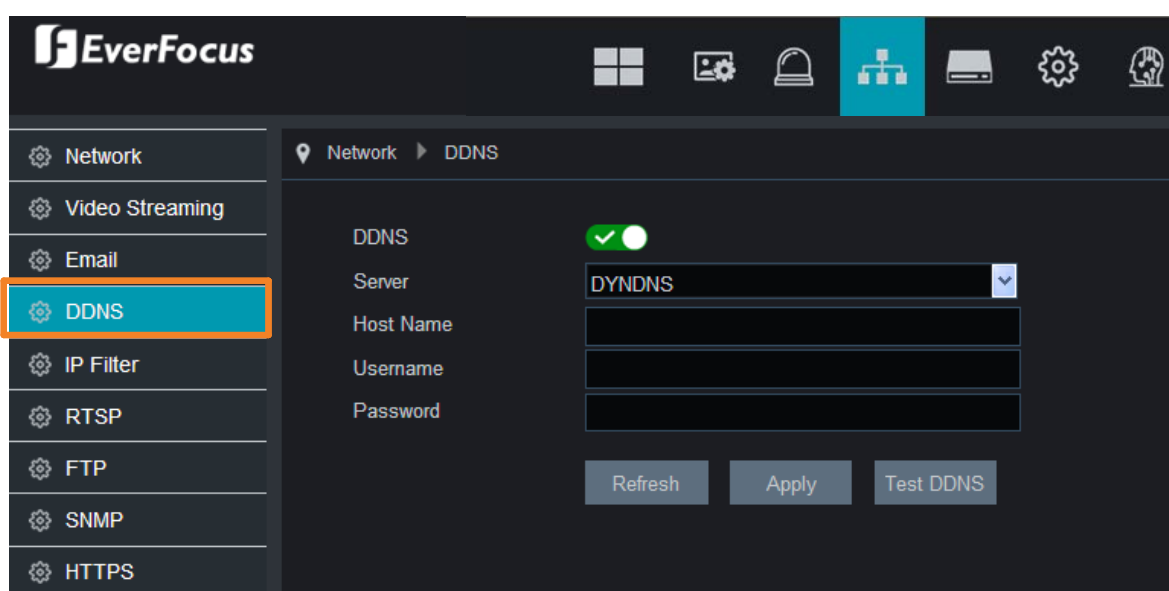 EverFocus
Network
Video Streaming
Email
DDNS
IP Filter
RTSP
FTP
SNMP
HTTPS
Network DDNS
DDNS
Server DYNDNS
Host Name
Username
Password
Refresh Apply Test DDNS